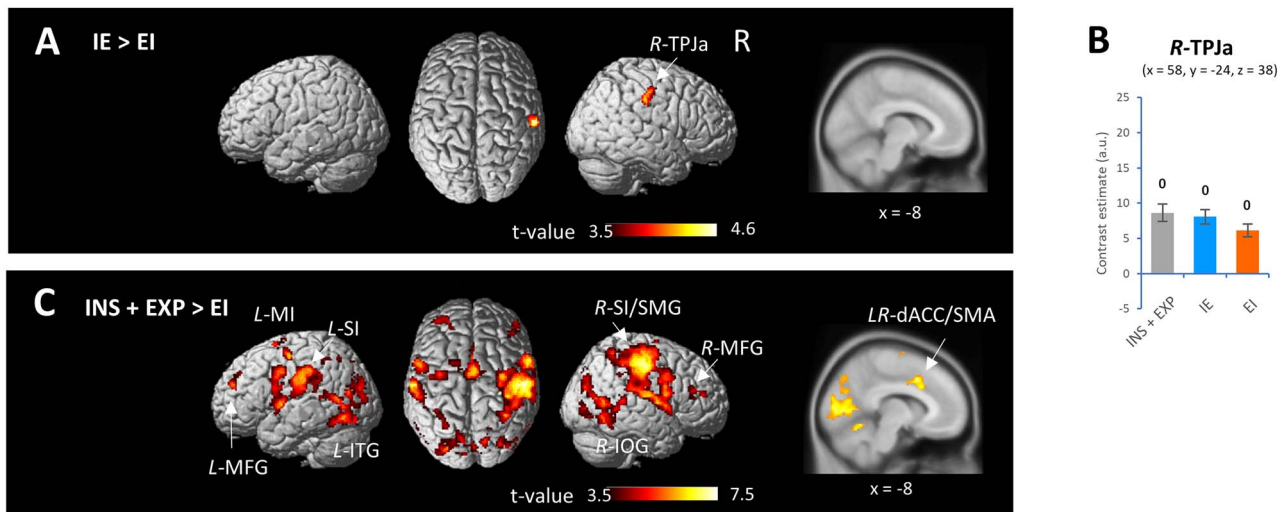 A IE > EI
R-TPJa
R
x = -8
t-value 3.5 4.6
B
R-TPJa
(x = 58, y = -24, z = 38)
Contrast estimate (a.u.)
25
20
15
10
5
0
-5
0 0 0
INS + EXP IE EI
C INS + EXP > EI
L-MI
L-SI
L-MFG
L-ITG
R-SI/SMG
R-MFG
R-IOG
LR-dACC/SMA
x = -8
t-value 3.5 7.5